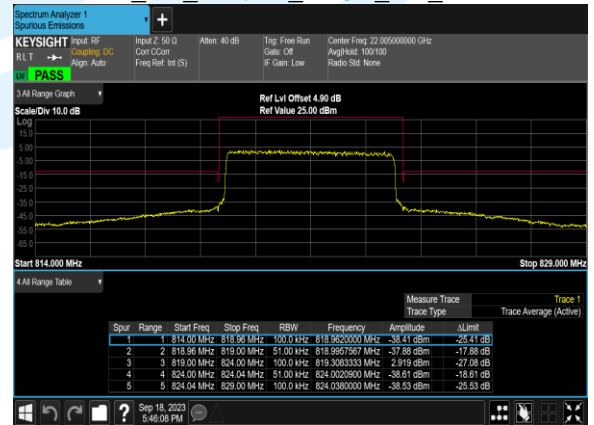 Spectrum Analyzer 1
Spurious Emissions
KEYSIGHT Input: RF Input Z: 50 Ω Atten: 40 dB Trig: Free Run Center Freq: 22.005000000 GHz
RLT Coupling: DC Corr CCorr Gate: Off Avg|Hold: 100/100
Align: Auto Freq Ref: Int (S) IF Gain: Low Radio Std: None
PASS
3 All Range Graph
Ref Lvl Offset 4.90 dB
Scale/Div 10.0 dB Ref Value 25.00 dBm
Log
15.0
5.00
-5.00
-15.0
-25.0
-35.0
-45.0
-55.0
-65.0
Start 814.000 MHz Stop 829.000 MHz
4 All Range Table
Measure Trace Trace 1
Trace Type Trace Average (Active)
Spur Range Start Freq Stop Freq RBW Frequency Amplitude ΔLimit
1 1 814.00 MHz 818.96 MHz 100.0 kHz 818.9620000 MHz -38.41 dBm -25.41 dB
2 2 818.96 MHz 819.00 MHz 51.00 kHz 818.9957567 MHz -37.88 dBm -17.88 dB
3 3 819.00 MHz 824.00 MHz 100.0 kHz 819.3083333 MHz 2.919 dBm -27.08 dB
4 4 824.00 MHz 824.04 MHz 51.00 kHz 824.0020900 MHz -38.61 dBm -18.61 dB
5 5 824.04 MHz 829.00 MHz 100.0 kHz 824.0380000 MHz -38.53 dBm -25.53 dB
? Sep 18, 2023
5:46:08 PM